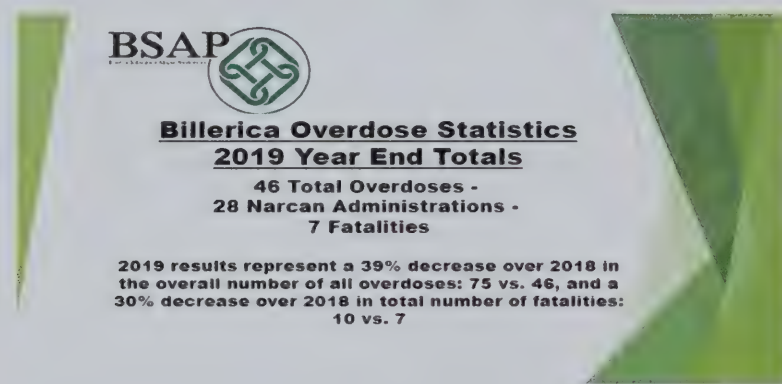 BSAP
Billerica Overdose Statistics
2019 Year End Totals
46 Total Overdoses -
28 Narcan Administrations -
7 Fatalities
2019 results represent a 39% decrease over 2018 in
the overall number of all overdoses: 75 vs. 46, and a
30% decrease over 2018 in total number of fatalities:
10 vs. 7